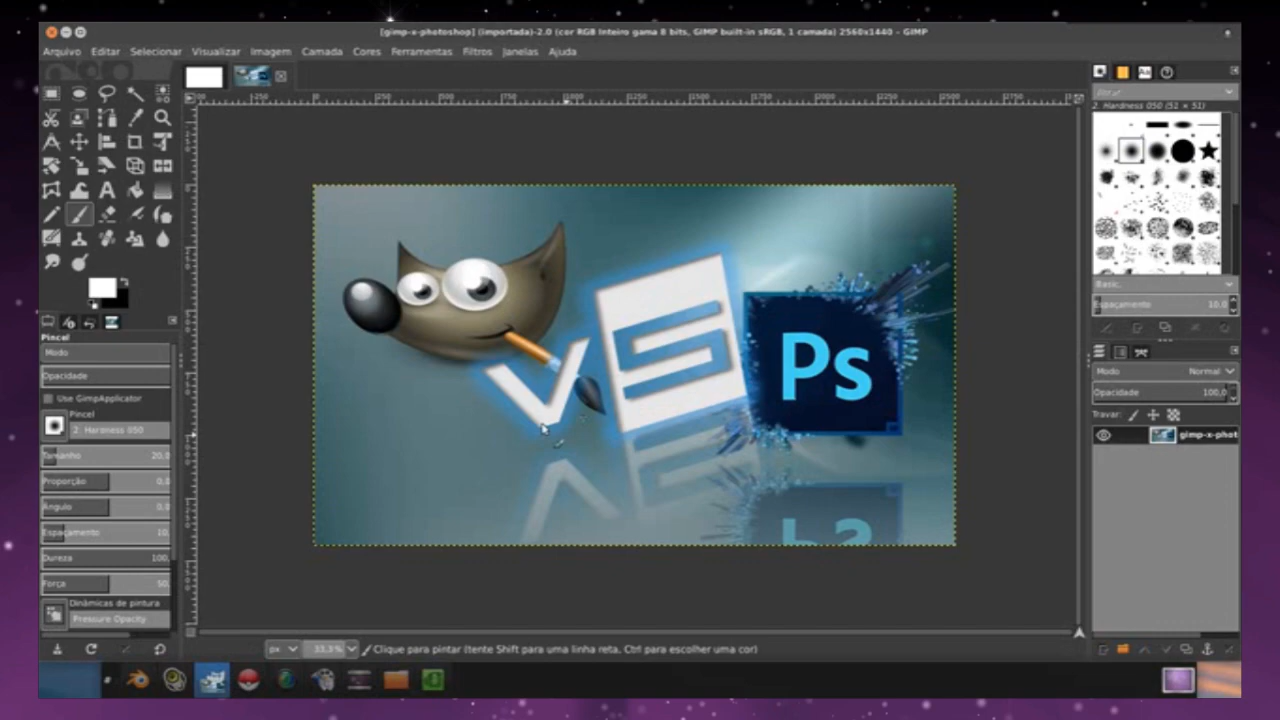 [gimp-x-photoshop] (importada)-2.0 (cor RGB Inteiro gama 8 bits, GIMP built-in sRGB, 1 camada) 2560x1440 – GIMP
Arquivo Editar Selecionar Visualizar Imagem Camada Cores Ferramentas Filtros Janelas Ajuda
filtrar
2. Hardness 050 (51 × 51)
Basic,
Espaçamento 10,0
Pincel
Modo
Opacidade
Use GimpApplicator
Pincel
2. Hardness 050
Tamanho 20,0
Proporção 0,0
Ângulo 0,0
Espaçamento 10,
Dureza 100,
Força 50,
Dinâmicas de pintura
Pressure Opacity
VS
Ps
Modo Normal
Opacidade 100,0
Travar:
gimp-x-phot
px 33,3% Clique para pintar (tente Shift para uma linha reta, Ctrl para escolher uma cor)